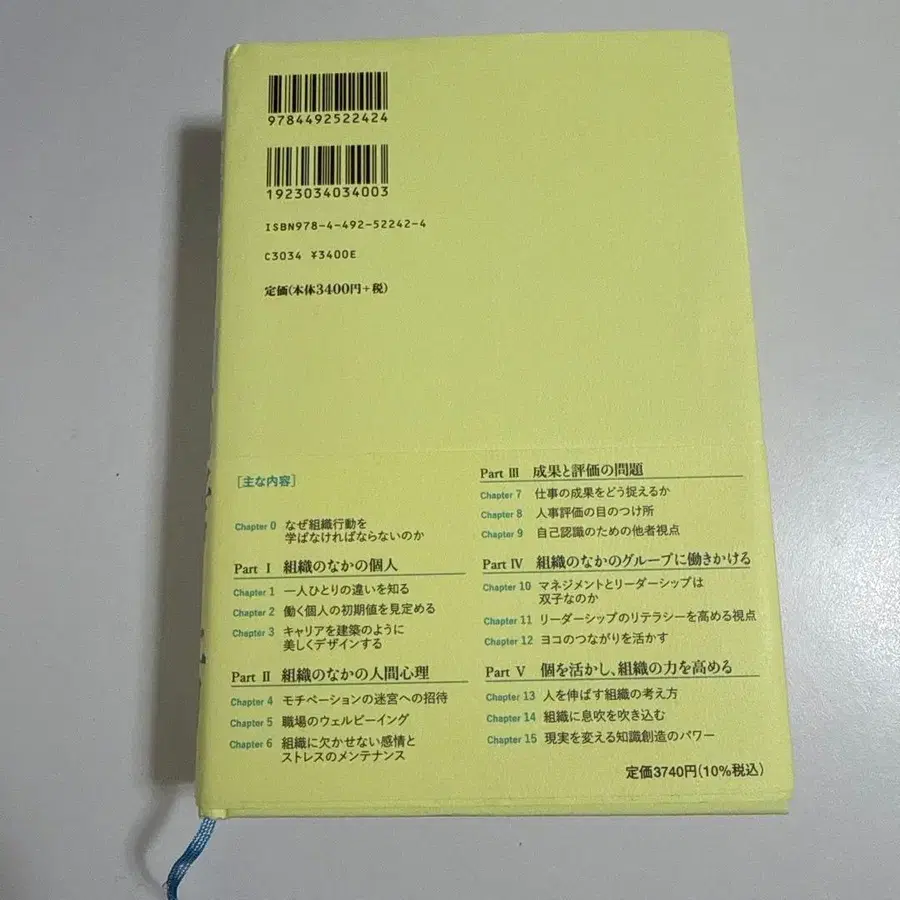 9784492522424
1923034034003
ISBN978-4-492-52242-4
C3034 ¥3400E
定価(本体3400円+税)
[主な内容]
Chapter 0 なぜ組織行動を
学ばなければならないのか
Part Ⅰ 組織のなかの個人
Chapter 1 一人ひとりの違いを知る
Chapter 2 働く個人の初期値を見定める
Chapter 3 キャリアを建築のように
美しくデザインする
Part Ⅱ 組織のなかの人間心理
Chapter 4 モチベーションの迷宮への招待
Chapter 5 職場のウェルビーイング
Chapter 6 組織に欠かせない感情と
ストレスのメンテナンス
Part Ⅲ 成果と評価の問題
Chapter 7 仕事の成果をどう捉えるか
Chapter 8 人事評価の目のつけ所
Chapter 9 自己認識のための他者視点
Part Ⅳ 組織のなかのグループに働きかける
Chapter 10 マネジメントとリーダーシップは
双子なのか
Chapter 11 リーダーシップのリテラシーを高める視点
Chapter 12 ヨコのつながりを活かす
Part Ⅴ 個を活かし、組織の力を高める
Chapter 13 人を伸ばす組織の考え方
Chapter 14 組織に息吹を吹き込む
Chapter 15 現実を変える知識創造のパワー
定価3740円(10%税込)